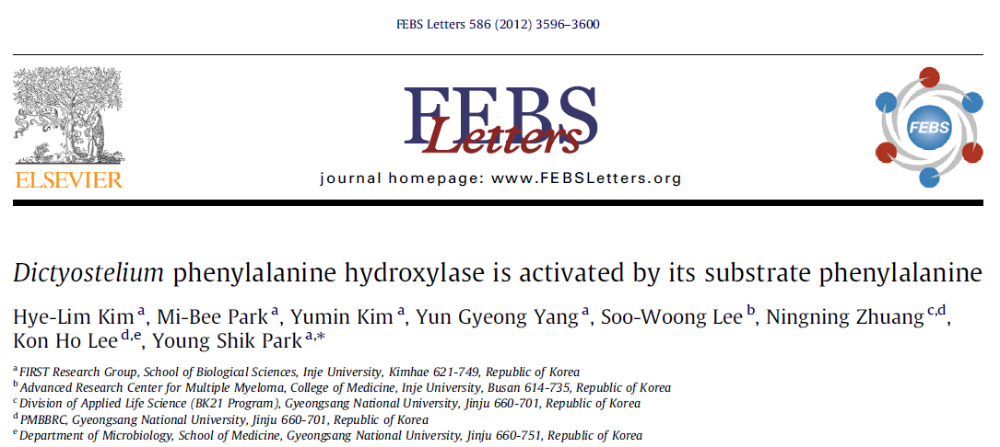 FEBS Letters 586 (2012) 3596–3600
ELSEVIER
FEBS
Letters
journal homepage: www.FEBSLetters.org
FEBS
Dictyostelium phenylalanine hydroxylase is activated by its substrate phenylalanine
Hye-Lim Kim a, Mi-Bee Park a, Yumin Kim a, Yun Gyeong Yang a, Soo-Woong Lee b, Ningning Zhuang c,d,
Kon Ho Lee d,e, Young Shik Park a,*
a FIRST Research Group, School of Biological Sciences, Inje University, Kimhae 621-749, Republic of Korea
b Advanced Research Center for Multiple Myeloma, College of Medicine, Inje University, Busan 614-735, Republic of Korea
c Division of Applied Life Science (BK21 Program), Gyeongsang National University, Jinju 660-701, Republic of Korea
d PMBBRC, Gyeongsang National University, Jinju 660-701, Republic of Korea
e Department of Microbiology, School of Medicine, Gyeongsang National University, Jinju 660-751, Republic of Korea